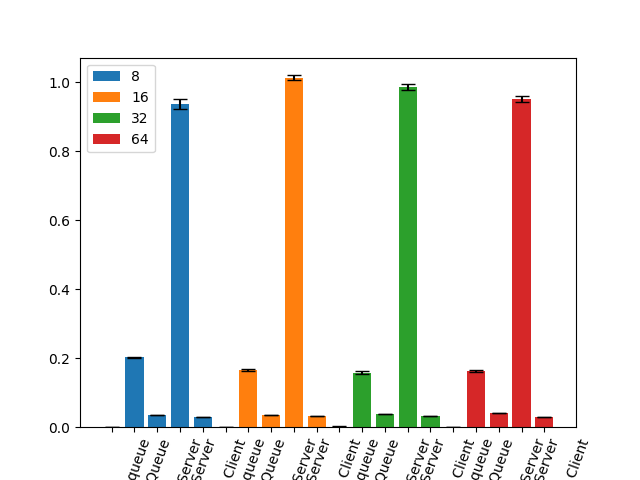 8
16
32
64
1.0
0.8
0.6
0.4
0.2
0.0
queue
Queue
Server
Server
Client
queue
Queue
Server
Server
Client
queue
Queue
Server
Server
Client
queue
Queue
Server
Server
Client